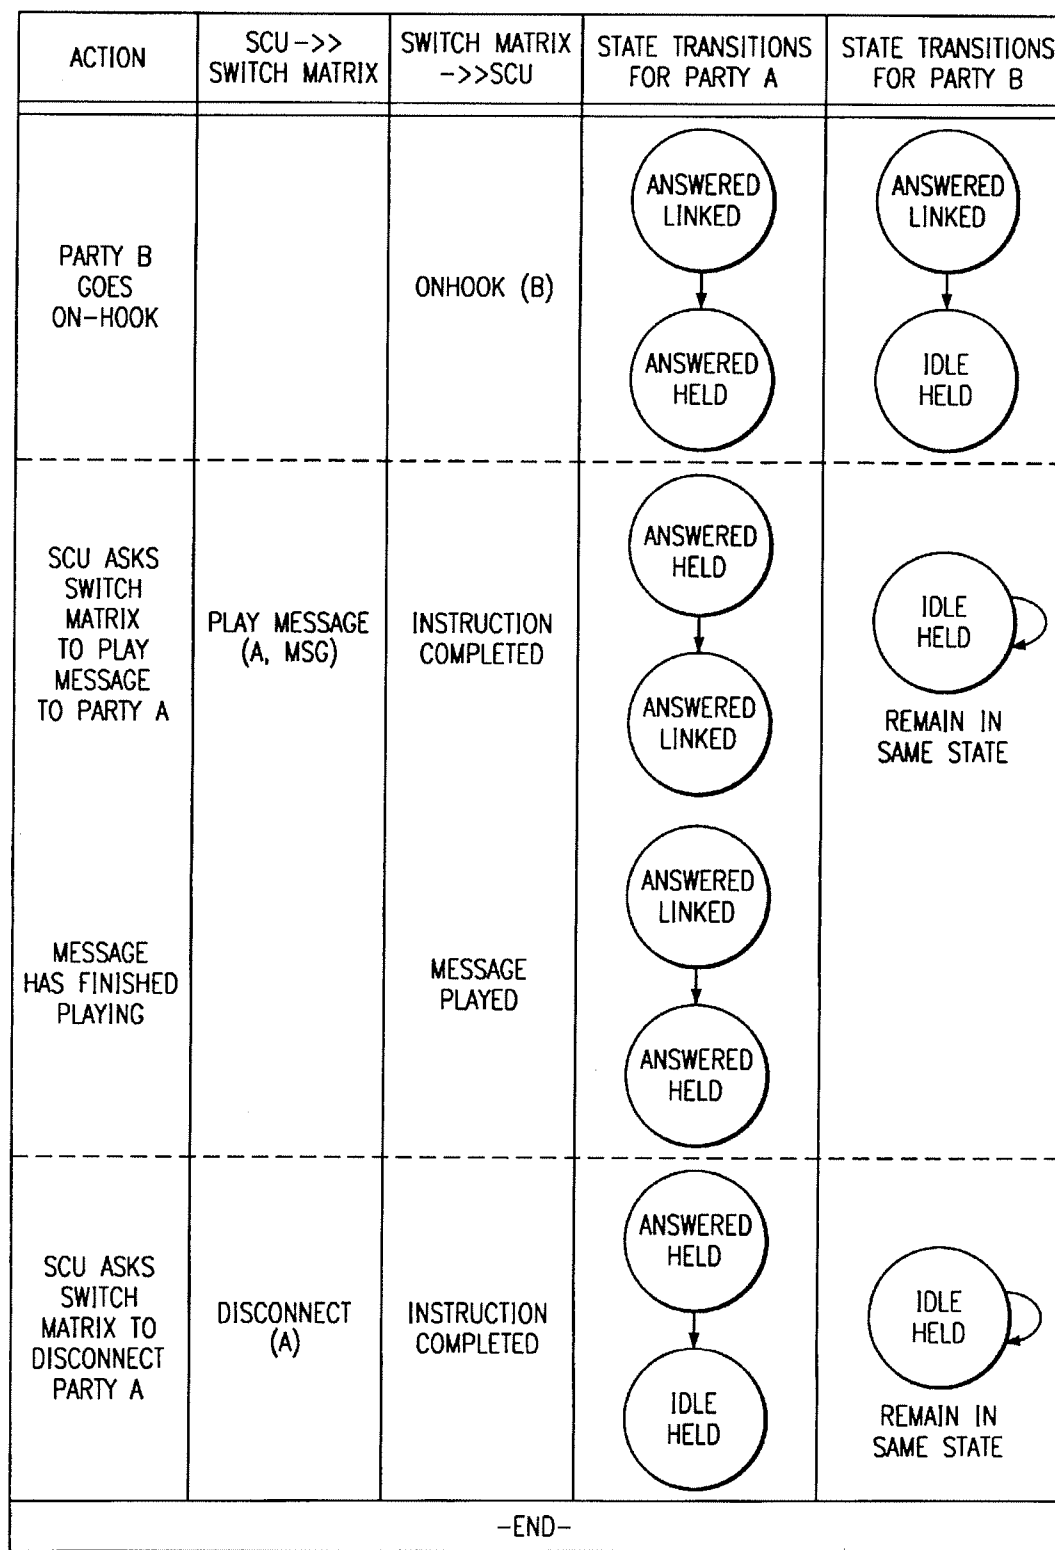 ACTION
SCU->>
SWITCH MATRIX
SWITCH MATRIX
->>SCU
STATE TRANSITIONS
FOR PARTY A
STATE TRANSITIONS
FOR PARTY B
PARTY B
GOES
ON-HOOK
ONHOOK (B)
ANSWERED
LINKED
ANSWERED
HELD
ANSWERED
LINKED
IDLE
HELD
SCU ASKS
SWITCH
MATRIX
TO PLAY
MESSAGE
TO PARTY A
PLAY MESSAGE
(A, MSG)
INSTRUCTION
COMPLETED
ANSWERED
HELD
ANSWERED
LINKED
IDLE
HELD
REMAIN IN
SAME STATE
MESSAGE
HAS FINISHED
PLAYING
MESSAGE
PLAYED
ANSWERED
LINKED
ANSWERED
HELD
SCU ASKS
SWITCH
MATRIX TO
DISCONNECT
PARTY A
DISCONNECT
(A)
INSTRUCTION
COMPLETED
ANSWERED
HELD
IDLE
HELD
IDLE
HELD
REMAIN IN
SAME STATE
-END-